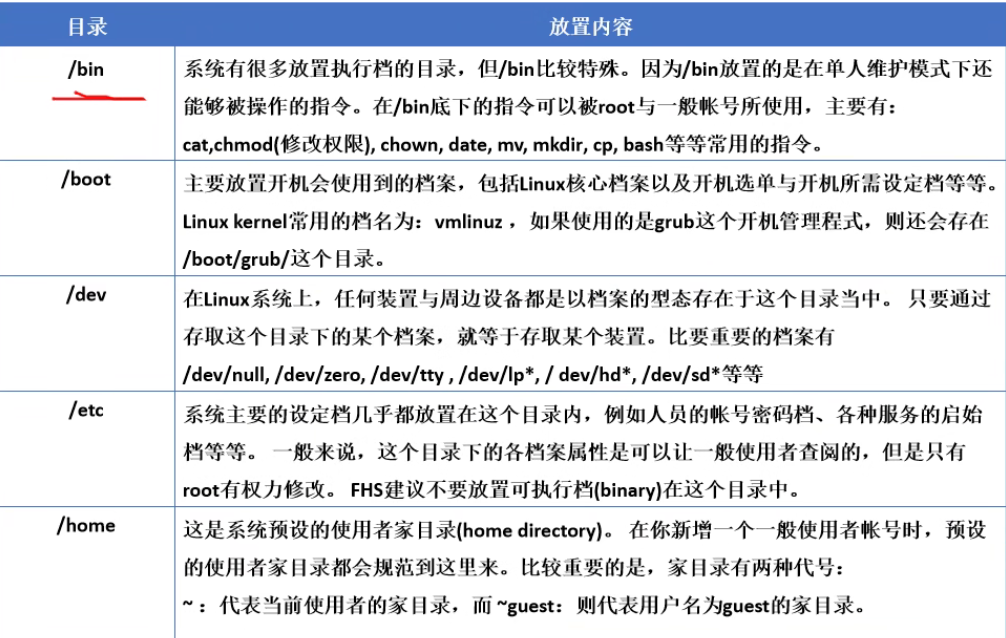 目录 放置内容
/bin 系统有很多放置执行档的目录，但/bin比较特殊。因为/bin放置的是在单人维护模式下还
能够被操作的指令。在/bin底下的指令可以被root与一般帐号所使用，主要有：
cat,chmod(修改权限), chown, date, mv, mkdir, cp, bash等等常用的指令。
/boot 主要放置开机会使用到的档案，包括Linux核心档案以及开机选单与开机所需设定档等等。
Linux kernel常用的档名为：vmlinuz ，如果使用的是grub这个开机管理程式，则还会存在
/boot/grub/这个目录。
/dev 在Linux系统上，任何装置与周边设备都是以档案的型态存在于这个目录当中。 只要通过
存取这个目录下的某个档案，就等于存取某个装置。比要重要的档案有
/dev/null, /dev/zero, /dev/tty , /dev/lp*, / dev/hd*, /dev/sd*等等
/etc 系统主要的设定档几乎都放置在这个目录内，例如人员的帐号密码档、各种服务的启始
档等等。 一般来说，这个目录下的各档案属性是可以让一般使用者查阅的，但是只有
root有权力修改。 FHS建议不要放置可执行档(binary)在这个目录中。
/home 这是系统预设的使用者家目录(home directory)。 在你新增一个一般使用者帐号时，预设
的使用者家目录都会规范到这里来。比较重要的是，家目录有两种代号：
~ ：代表当前使用者的家目录，而 ~guest：则代表用户名为guest的家目录。